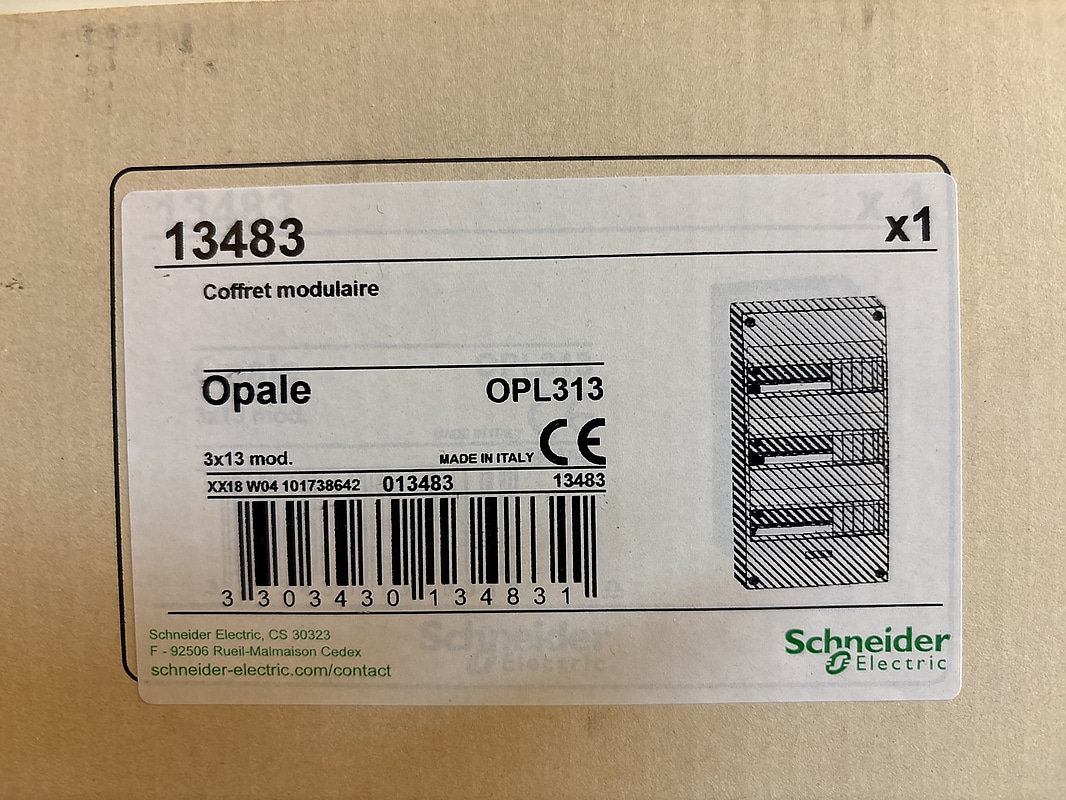 13483
x1
Coffret modulaire
Opale OPL313
3x13 mod. MADE IN ITALY CE
XX18 W04 101738642 013483 13483
3 303430 134831
Schneider Electric, CS 30323
F - 92506 Rueil-Malmaison Cedex
schneider-electric.com/contact
Schneider
Electric